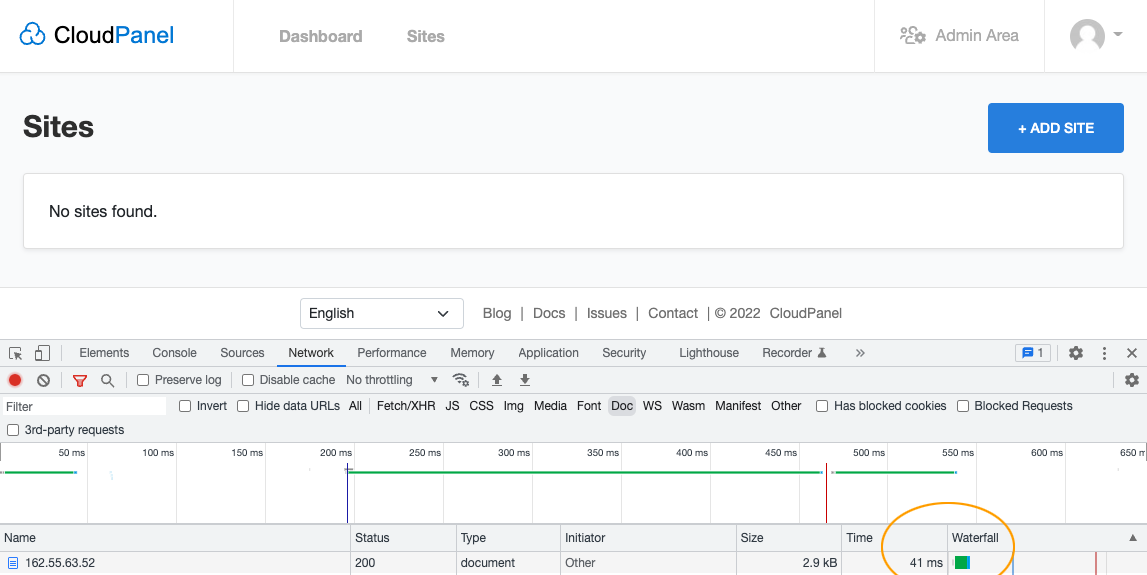 CloudPanel Dashboard Sites Admin Area
Sites
+ ADD SITE
No sites found.
English Blog | Docs | Issues | Contact | © 2022 CloudPanel
Elements Console Sources Network Performance Memory Application Security Lighthouse Recorder » 1
Preserve log Disable cache No throttling
Filter Invert Hide data URLs All Fetch/XHR JS CSS Img Media Font Doc WS Wasm Manifest Other Has blocked cookies Blocked Requests
3rd-party requests
50 ms 100 ms 150 ms 200 ms 250 ms 300 ms 350 ms 400 ms 450 ms 500 ms 550 ms 600 ms 650 m
Name Status Type Initiator Size Time Waterfall
162.55.63.52 200 document Other 2.9 kB 41 ms